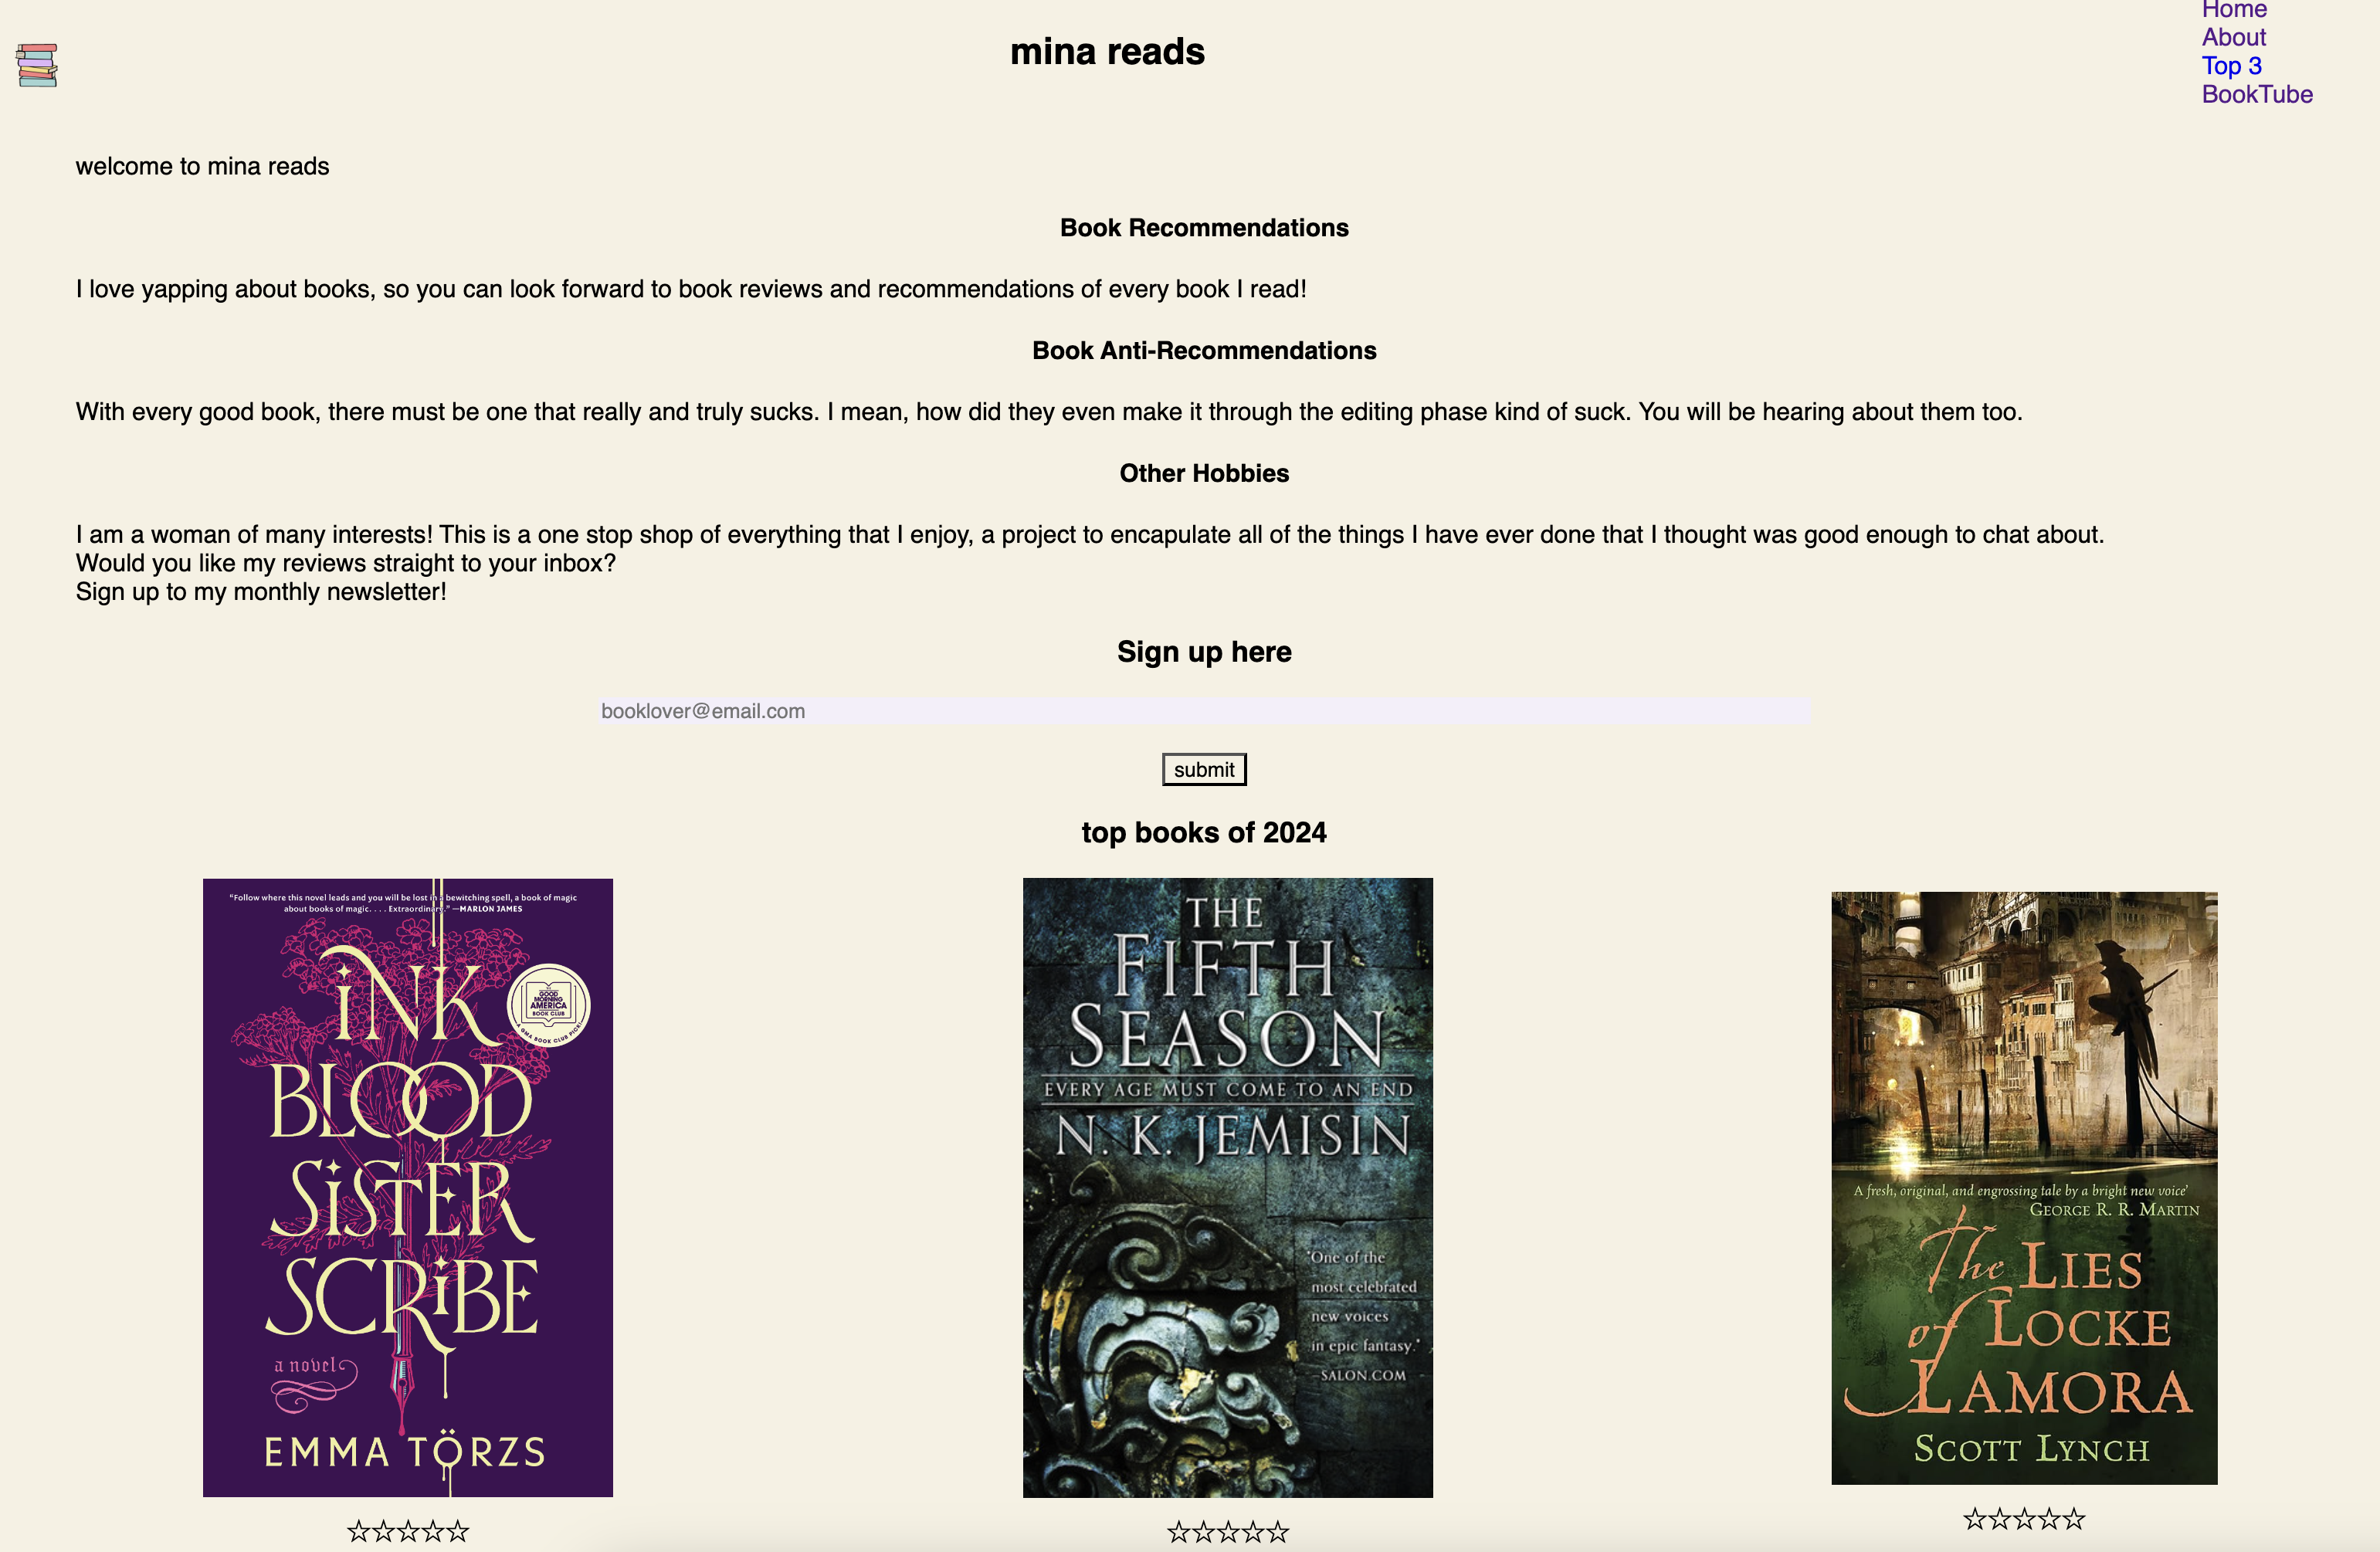 mina reads
Home
About
Top 3
BookTube
welcome to mina reads
Book Recommendations
I love yapping about books, so you can look forward to book reviews and recommendations of every book I read!
Book Anti-Recommendations
With every good book, there must be one that really and truly sucks. I mean, how did they even make it through the editing phase kind of suck. You will be hearing about them too.
Other Hobbies
I am a woman of many interests! This is a one stop shop of everything that I enjoy, a project to encapulate all of the things I have ever done that I thought was good enough to chat about.
Would you like my reviews straight to your inbox?
Sign up to my monthly newsletter!
Sign up here
booklover@email.com
submit
top books of 2024
"Follow where this novel leads and you will be lost in a bewitching spell, a book of magic
about books of magic. . . . Extraordinary." —MARLON JAMES
iNK
BLOOD
SiSTER
SCRiBE
GOOD
MORNING
AMERICA
BOOK CLUB
A GMA BOOK CLUB PICK
a novel
EMMA TÖRZS
THE
FIFTH
SEASON
EVERY AGE MUST COME TO AN END
N. K. JEMISIN
"One of the
most celebrated
new voices
in epic fantasy."
—SALON.COM
A fresh, original, and engrossing tale by a bright new voice'
GEORGE R. R. MARTIN
The LIES
of LOCKE
LAMORA
SCOTT LYNCH
☆☆☆☆☆
☆☆☆☆☆
☆☆☆☆☆